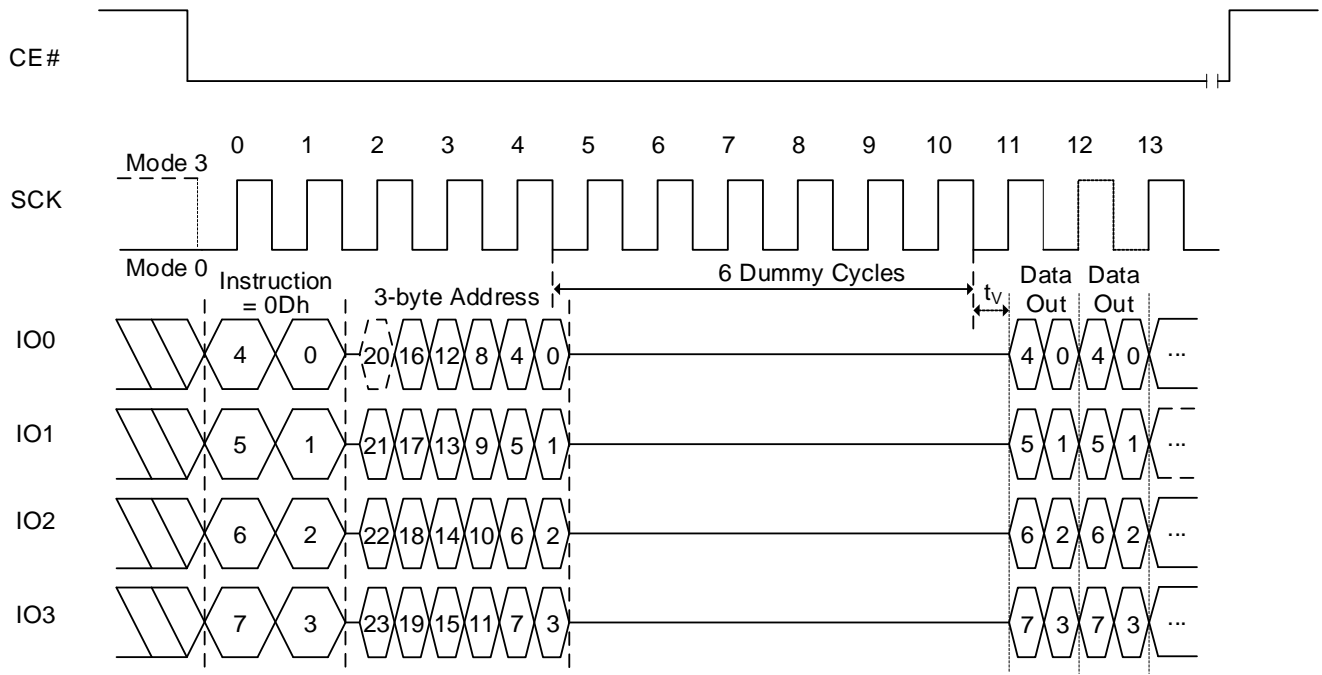 CE#
0 1 2 3 4 5 6 7 8 9 10 11 12 13
Mode 3
SCK
Mode 0
Instruction
= 0Dh
3-byte Address
6 Dummy Cycles
tV
Data
Out
Data
Out
IO0 4 0 20 16 12 8 4 0 4 0 4 0 ...
IO1 5 1 21 17 13 9 5 1 5 1 5 1 ...
IO2 6 2 22 18 14 10 6 2 6 2 6 2 ...
IO3 7 3 23 19 15 11 7 3 7 3 7 3 ...